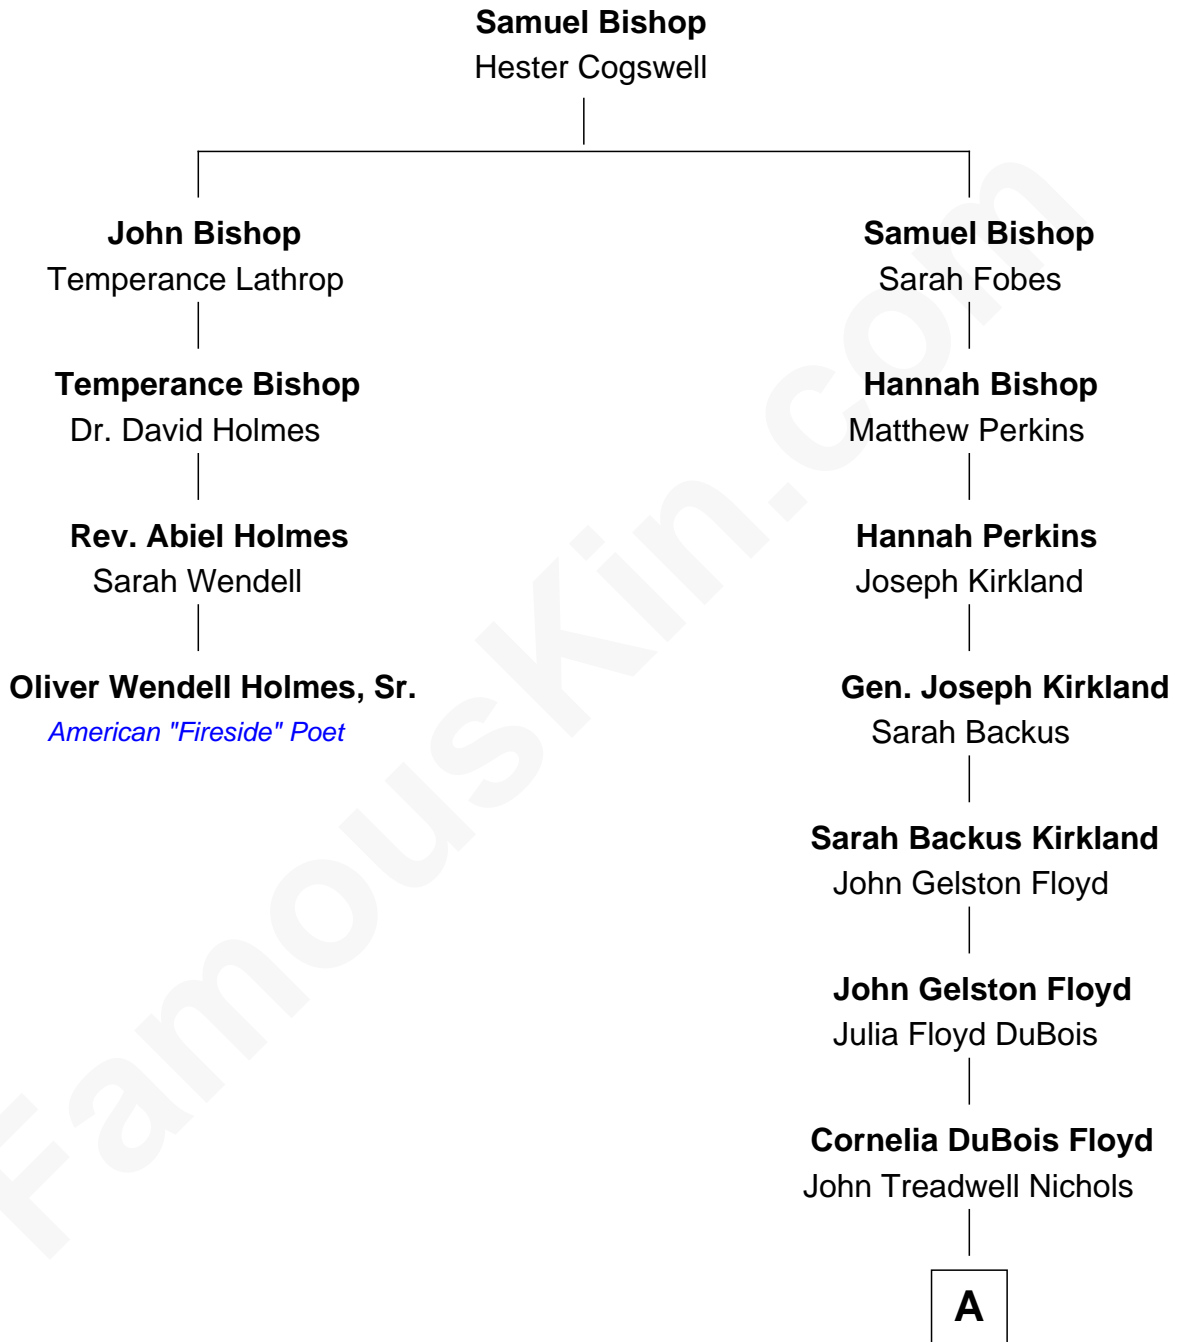 Samuel Bishop
Hester Cogswell
John Bishop
Temperance Lathrop
Samuel Bishop
Sarah Fobes
Temperance Bishop
Dr. David Holmes
Hannah Bishop
Matthew Perkins
Rev. Abiel Holmes
Sarah Wendell
Hannah Perkins
Joseph Kirkland
Oliver Wendell Holmes, Sr.
American "Fireside" Poet
Gen. Joseph Kirkland
Sarah Backus
Sarah Backus Kirkland
John Gelston Floyd
John Gelston Floyd
Julia Floyd DuBois
Cornelia DuBois Floyd
John Treadwell Nichols
A
FamousKin.com